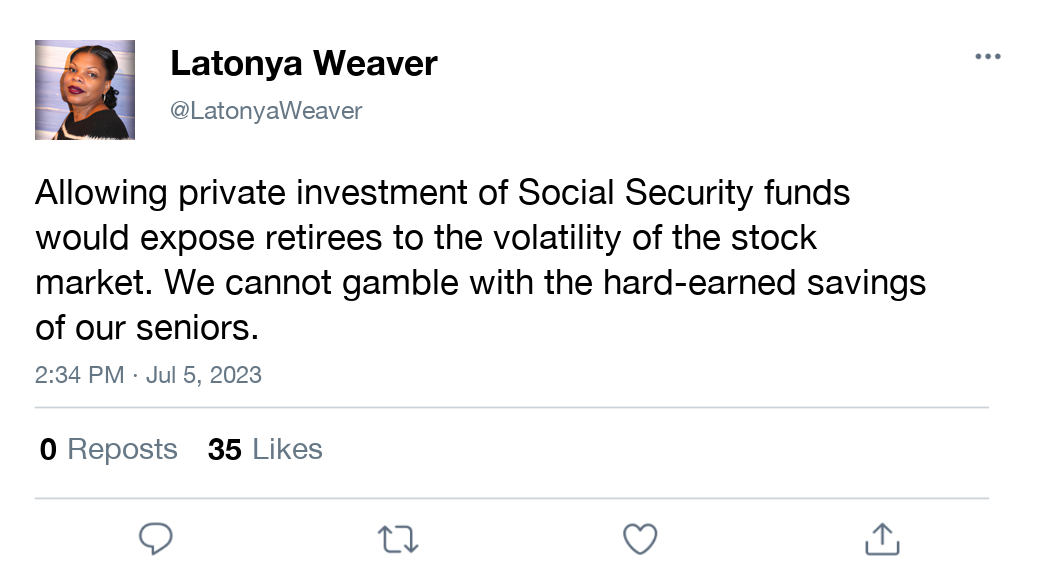 Latonya Weaver
@LatonyaWeaver
Allowing private investment of Social Security funds
would expose retirees to the volatility of the stock
market. We cannot gamble with the hard-earned savings
of our seniors.
2:34 PM · Jul 5, 2023
0 Reposts 35 Likes